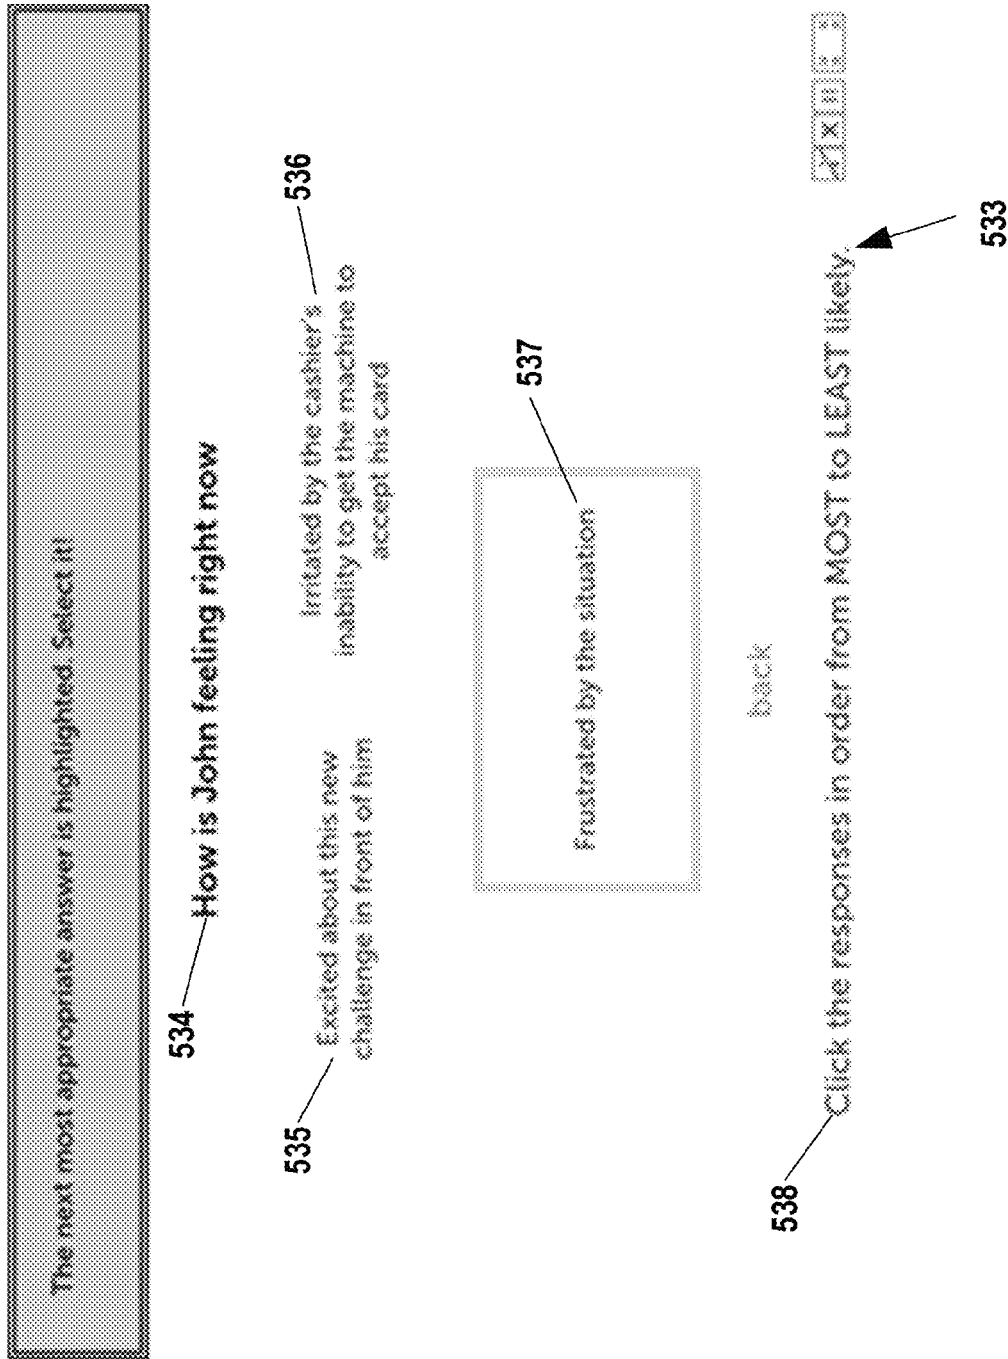 The next most appropriate answer is highlighted. Select it!
534
How is John feeling right now
535
Excited about this new
challenge in front of him
536
Irritated by the cashier's
inability to get the machine to
accept his card
537
Frustrated by the situation
back
538
Click the responses in order from MOST to LEAST likely.
533